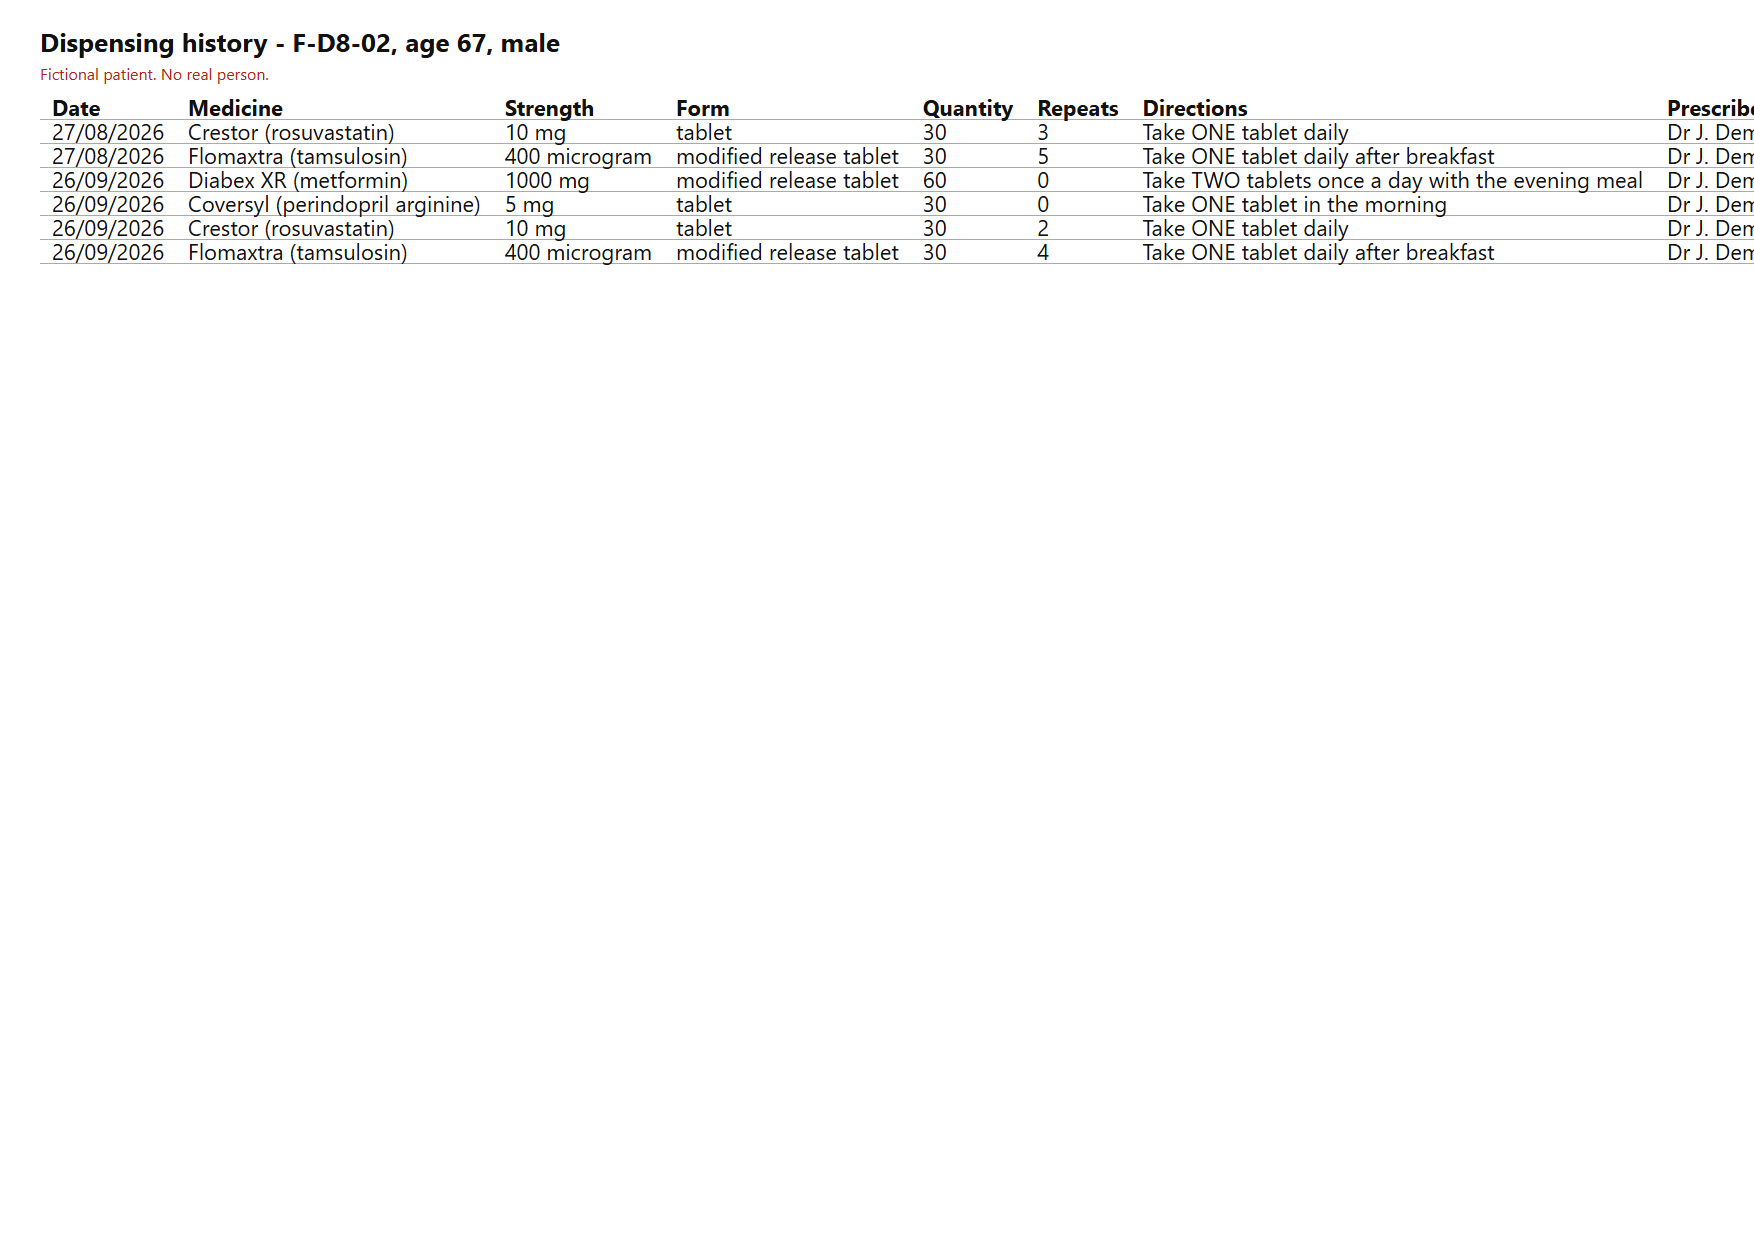 Dispensing history - F-D8-02, age 67, male
Fictional patient. No real person.
Date Medicine Strength Form Quantity Repeats Directions
27/08/2026 Crestor (rosuvastatin) 10 mg tablet 30 3 Take ONE tablet daily Dr J.
27/08/2026 Flomaxtra (tamsulosin) 400 microgram modified release tablet 30 5 Take ONE tablet daily after breakfast Dr J.
26/09/2026 Diabex XR (metformin) 1000 mg modified release tablet 60 0 Take TWO tablets once a day with the evening meal Dr J.
26/09/2026 Coversyl (perindopril arginine) 5 mg tablet 30 0 Take ONE tablet in the morning Dr J.
26/09/2026 Crestor (rosuvastatin) 10 mg tablet 30 2 Take ONE tablet daily Dr J.
26/09/2026 Flomaxtra (tamsulosin) 400 microgram modified release tablet 30 4 Take ONE tablet daily after breakfast Dr J.